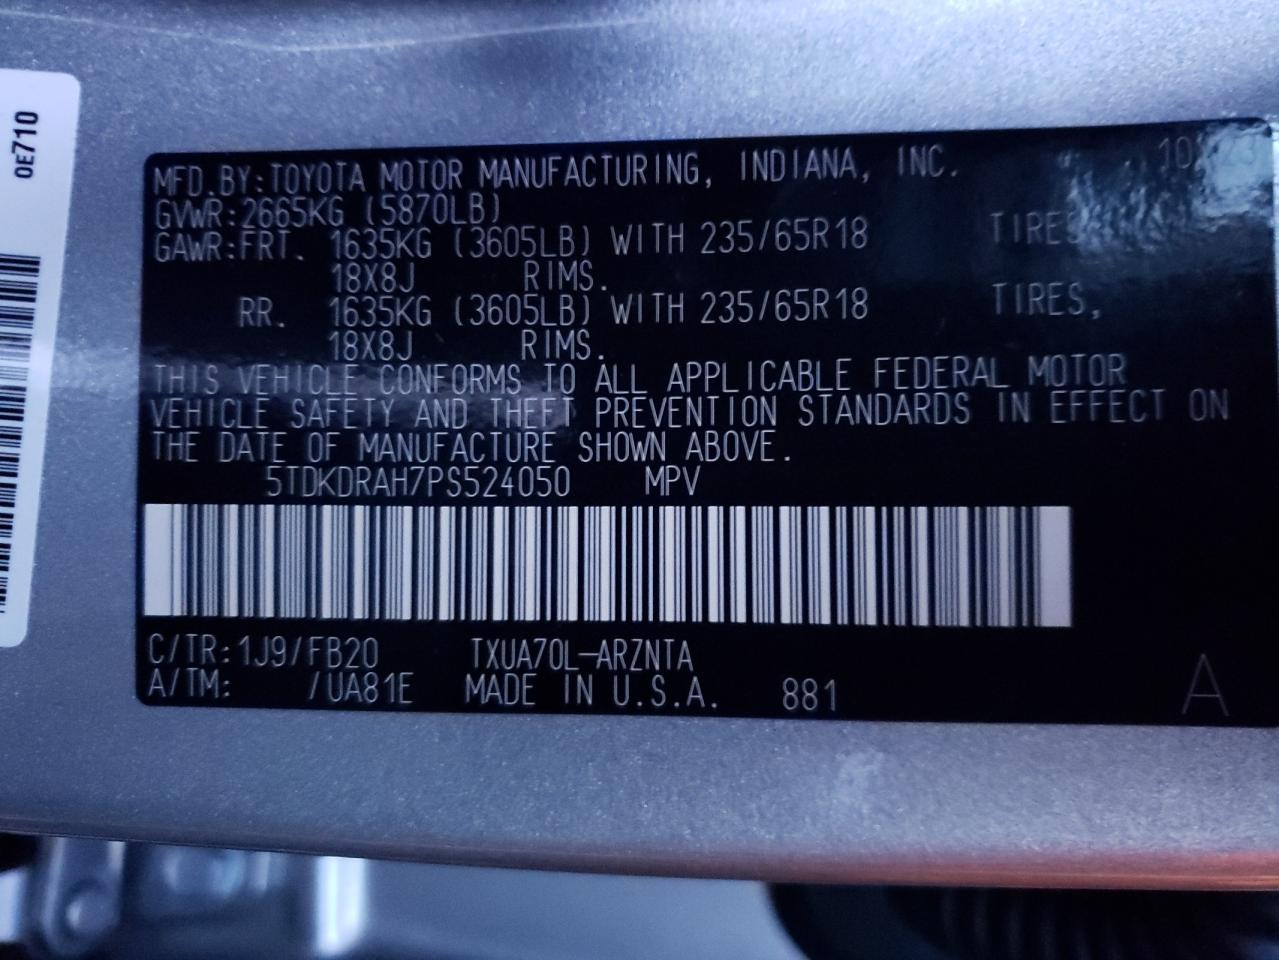 0E710
MFD.BY:TOYOTA MOTOR MANUFACTURING, INDIANA, INC. 10
GVWR:2665KG (5870LB)
GAWR:FRT. 1635KG (3605LB) WITH 235/65R18 TIRES
18X8J RIMS.
RR. 1635KG (3605LB) WITH 235/65R18 TIRES,
18X8J RIMS.
THIS VEHICLE CONFORMS TO ALL APPLICABLE FEDERAL MOTOR
VEHICLE SAFETY AND THEFT PREVENTION STANDARDS IN EFFECT ON
THE DATE OF MANUFACTURE SHOWN ABOVE.
5TDKDRAH7PS524050 MPV
C/TR:1J9/FB20 TXUA70L-ARZNTA
A/TM: /UA81E MADE IN U.S.A. 881
A